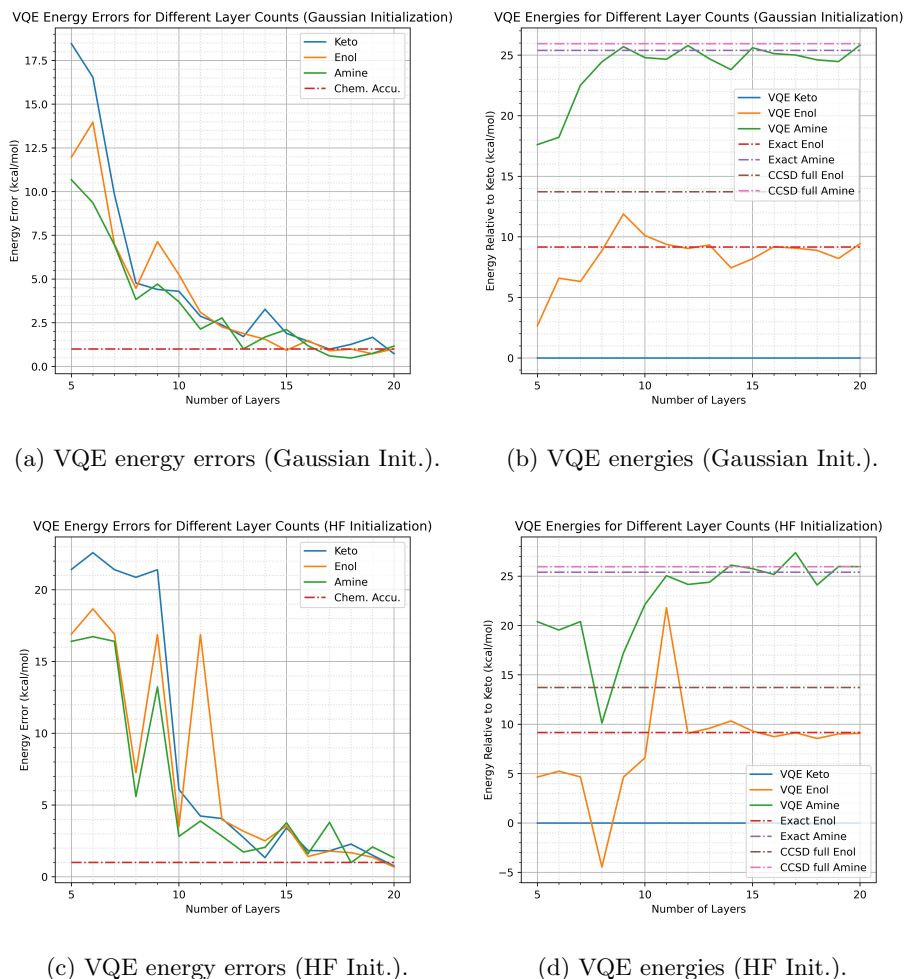 VQE Energy Errors for Different Layer Counts (Gaussian Initialization)
Energy Error (kcal/mol)
17.5
15.0
12.5
10.0
7.5
5.0
2.5
0.0
Keto
Enol
Amine
Chem. Accu.
5
10
15
20
Number of Layers
(a) VQE energy errors (Gaussian Init.).
VQE Energies for Different Layer Counts (Gaussian Initialization)
Energy Relative to Keto (kcal/mol)
25
20
15
10
5
0
VQE Keto
VQE Enol
VQE Amine
Exact Enol
Exact Amine
CCSD full Enol
CCSD full Amine
5
10
15
20
Number of Layers
(b) VQE energies (Gaussian Init.).
VQE Energy Errors for Different Layer Counts (HF Initialization)
Energy Error (kcal/mol)
20
15
10
5
0
Keto
Enol
Amine
Chem. Accu.
5
10
15
20
Number of Layers
(c) VQE energy errors (HF Init.).
VQE Energies for Different Layer Counts (HF Initialization)
Energy Relative to Keto (kcal/mol)
25
20
15
10
5
0
−5
VQE Keto
VQE Enol
VQE Amine
Exact Enol
Exact Amine
CCSD full Enol
CCSD full Amine
5
10
15
20
Number of Layers
(d) VQE energies (HF Init.).